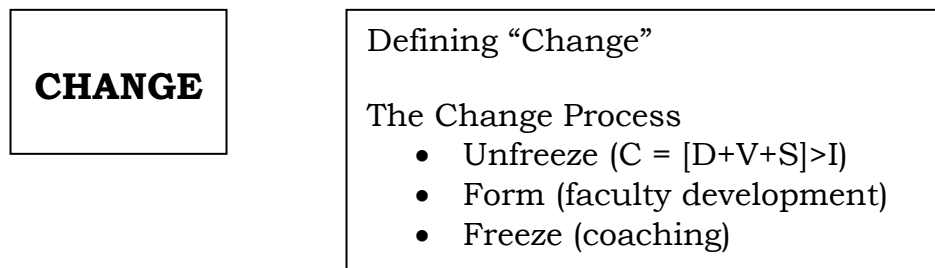 CHANGE
Defining “Change”
The Change Process
• Unfreeze (C = [D+V+S]>I)
• Form (faculty development)
• Freeze (coaching)